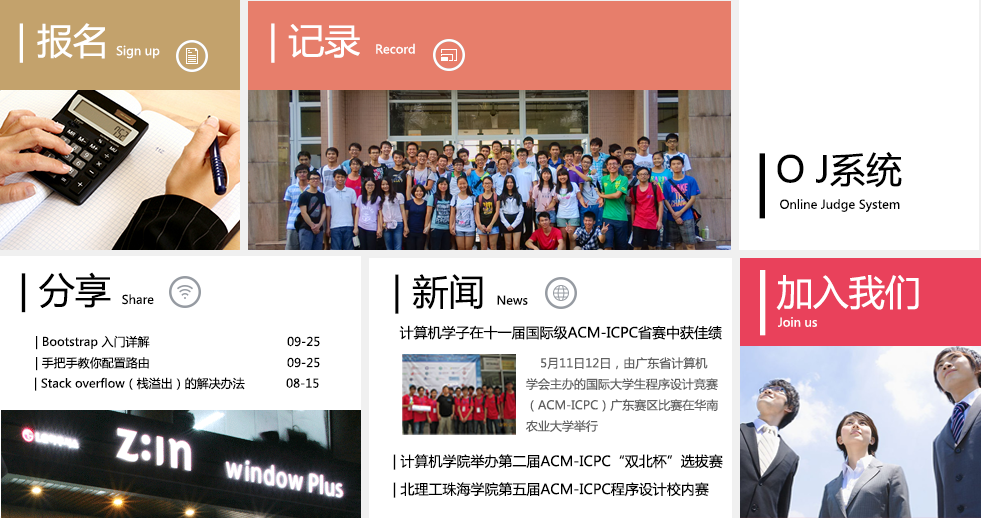 报名 Sign up
记录 Record
O J系统
Online Judge System
分享 Share
| Bootstrap 入门详解 09-25
| 手把手教你配置路由 09-25
| Stack overflow（栈溢出）的解决办法 08-15
z:in
window Plus
新闻 News
计算机学子在十一届国际级ACM-ICPC省赛中获佳绩
5月11日12日，由广东省计算机
学会主办的国际大学生程序设计竞赛
（ACM-ICPC）广东赛区比赛在华南
农业大学举行
| 计算机学院举办第二届ACM-ICPC“双北杯”选拔赛
| 北理工珠海学院第五届ACM-ICPC程序设计校内赛
加入我们
Join us